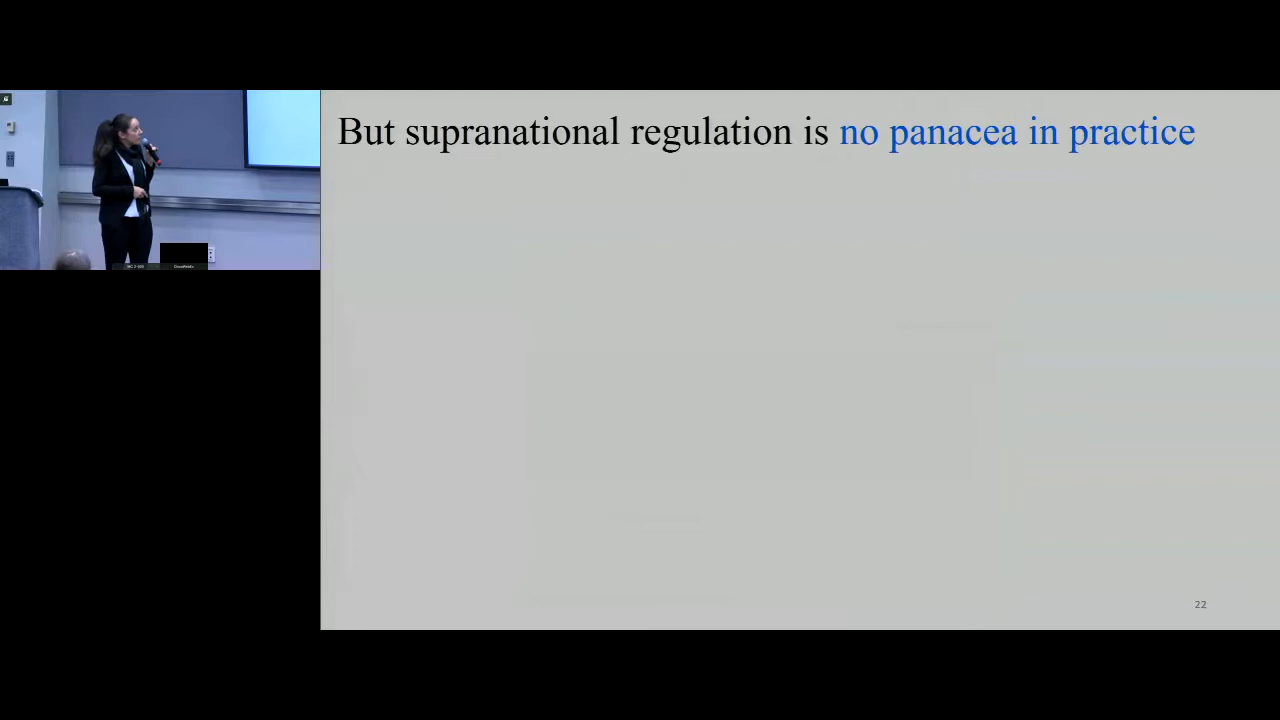 But supranational regulation is no panacea in practice
22